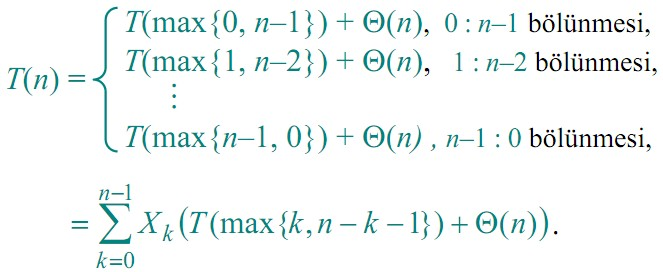 T(n) = { T(max{0, n–1}) + Θ(n), 0 : n–1 bölünmesi,
T(max{1, n–2}) + Θ(n), 1 : n–2 bölünmesi,
⋮
T(max{n–1, 0}) + Θ(n) , n–1 : 0 bölünmesi,
= ∑_{k=0}^{n−1} X_k (T(max{k, n − k − 1}) + Θ(n)).